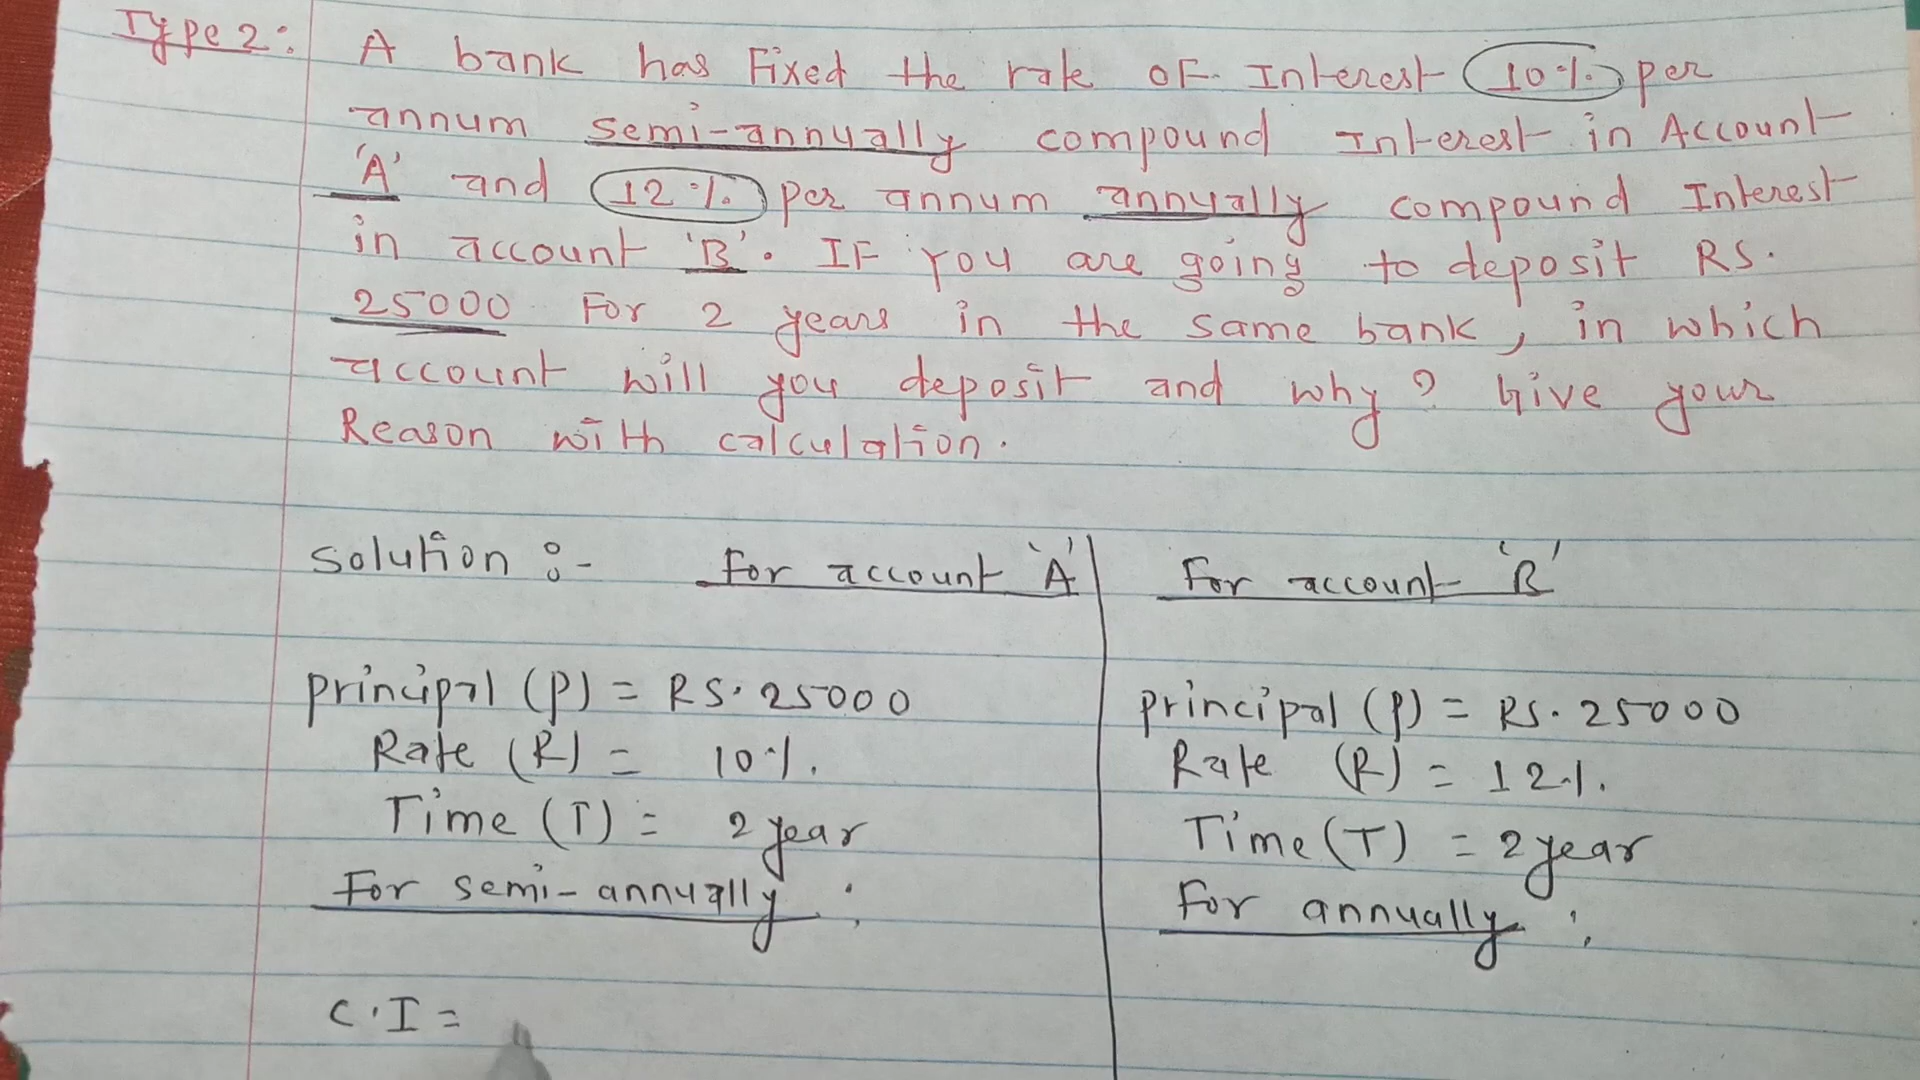 Type 2: A bank has Fixed the rate OF Interest 10% per
annum semi-annually compound Interest in Account
'A' and 12% per annum annually compound Interest
in account 'B'. IF you are going to deposit RS.
25000 For 2 years in the same bank, in which
account will you deposit and why? Give your
Reason with calculation.
Solution :- For account 'A'
For account 'B'
principal (P) = RS. 25000
Rate (R) = 10%.
Time (T) = 2 year
For semi-annually :
C.I =
principal (P) = RS. 25000
Rate (R) = 12%.
Time (T) = 2 year
For annually :